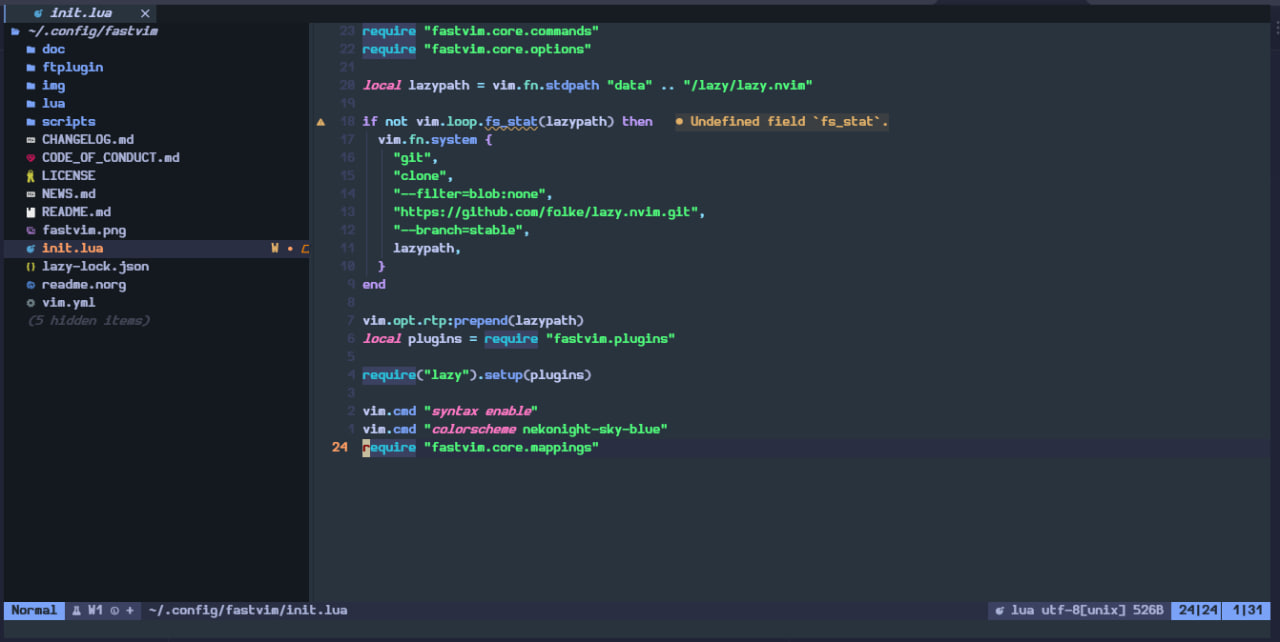 init.lua ×
~/.config/fastvim
doc
ftplugin
img
lua
scripts
CHANGELOG.md
CODE_OF_CONDUCT.md
LICENSE
NEWS.md
README.md
fastvim.png
init.lua W
lazy-lock.json
readme.norg
vim.yml
(5 hidden items)
23 require "fastvim.core.commands"
22 require "fastvim.core.options"
21
20 local lazypath = vim.fn.stdpath "data" .. "/lazy/lazy.nvim"
19
18 if not vim.loop.fs_stat(lazypath) then ● Undefined field `fs_stat`.
17 vim.fn.system {
16 "git",
15 "clone",
14 "--filter=blob:none",
13 "https://github.com/folke/lazy.nvim.git",
12 "--branch=stable",
11 lazypath,
10 }
9 end
8
7 vim.opt.rtp:prepend(lazypath)
6 local plugins = require "fastvim.plugins"
5
4 require("lazy").setup(plugins)
3
2 vim.cmd "syntax enable"
1 vim.cmd "colorscheme nekonight-sky-blue"
24 require "fastvim.core.mappings"
Normal W1 + ~/.config/fastvim/init.lua lua utf-8[unix] 526B 24|24 1|31